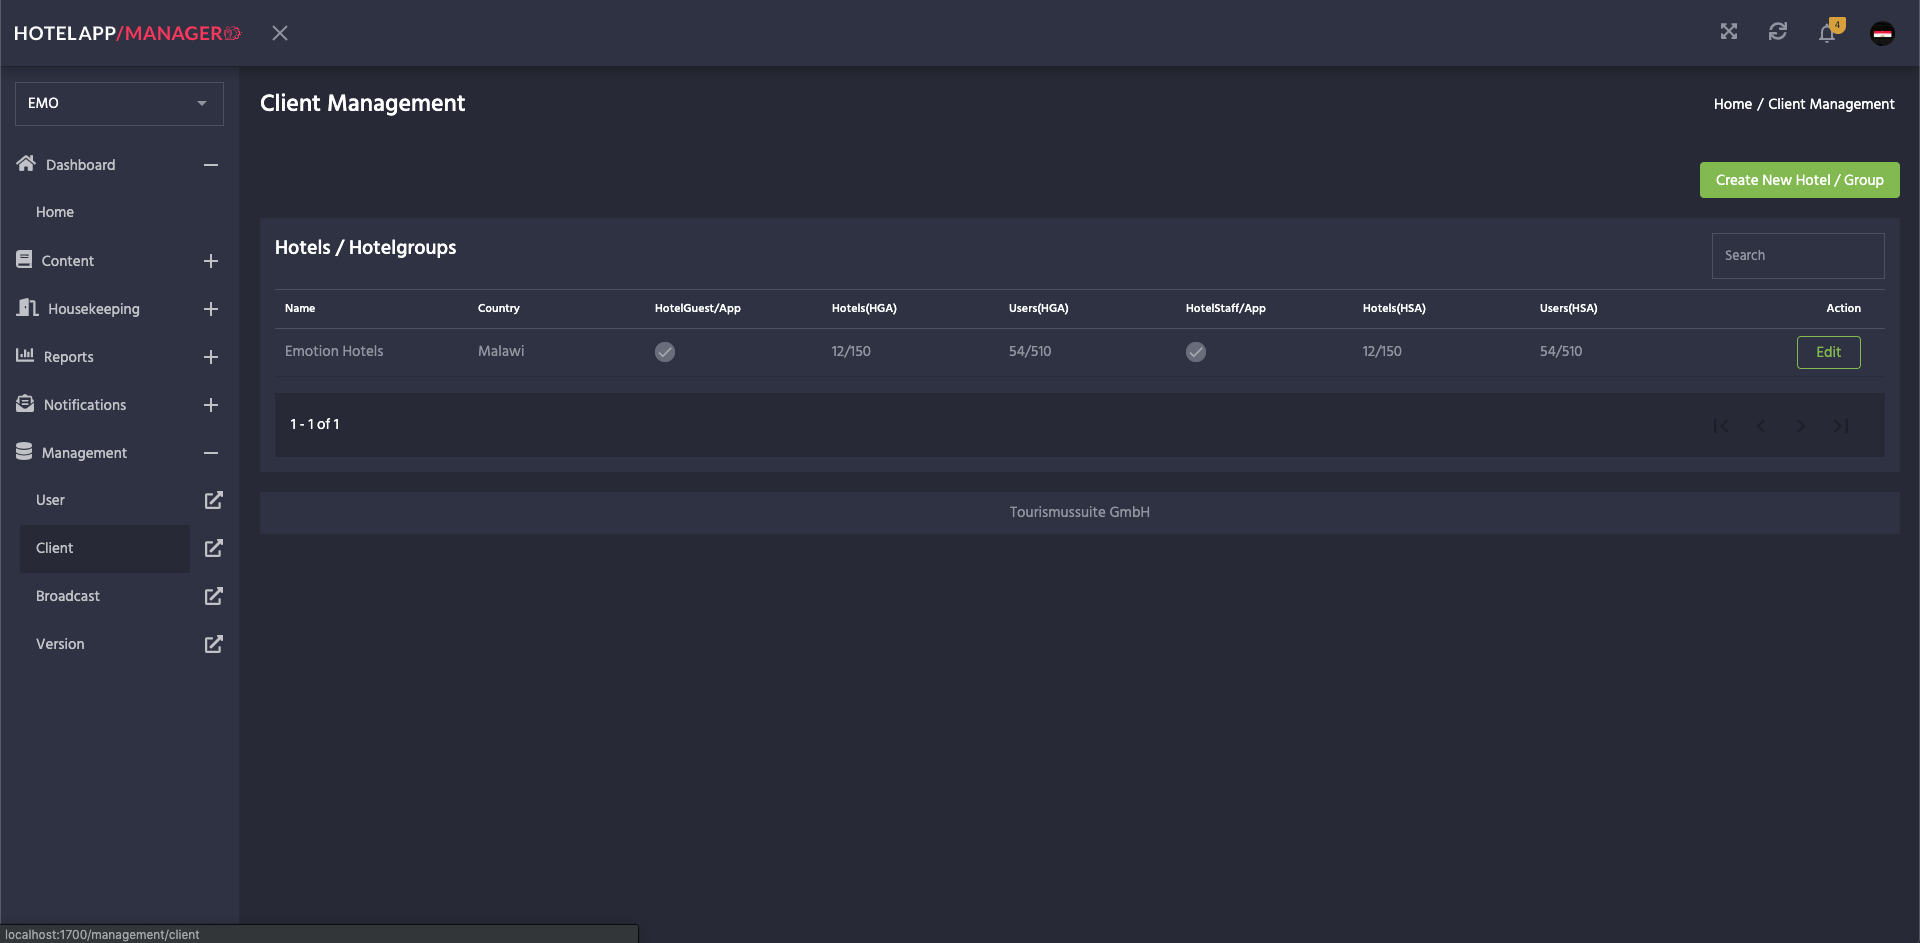 HOTELAPP/MANAGER
4
EMO
Client Management
Home / Client Management
Dashboard
Home
Content
Housekeeping
Reports
Notifications
Management
User
Client
Broadcast
Version
Create New Hotel / Group
Hotels / Hotelgroups
Search
Name Country HotelGuest/App Hotels(HGA) Users(HGA) HotelStaff/App Hotels(HSA) Users(HSA) Action
Emotion Hotels Malawi 12/150 54/510 12/150 54/510 Edit
1 - 1 of 1
Tourismussuite GmbH
localhost:1700/management/client